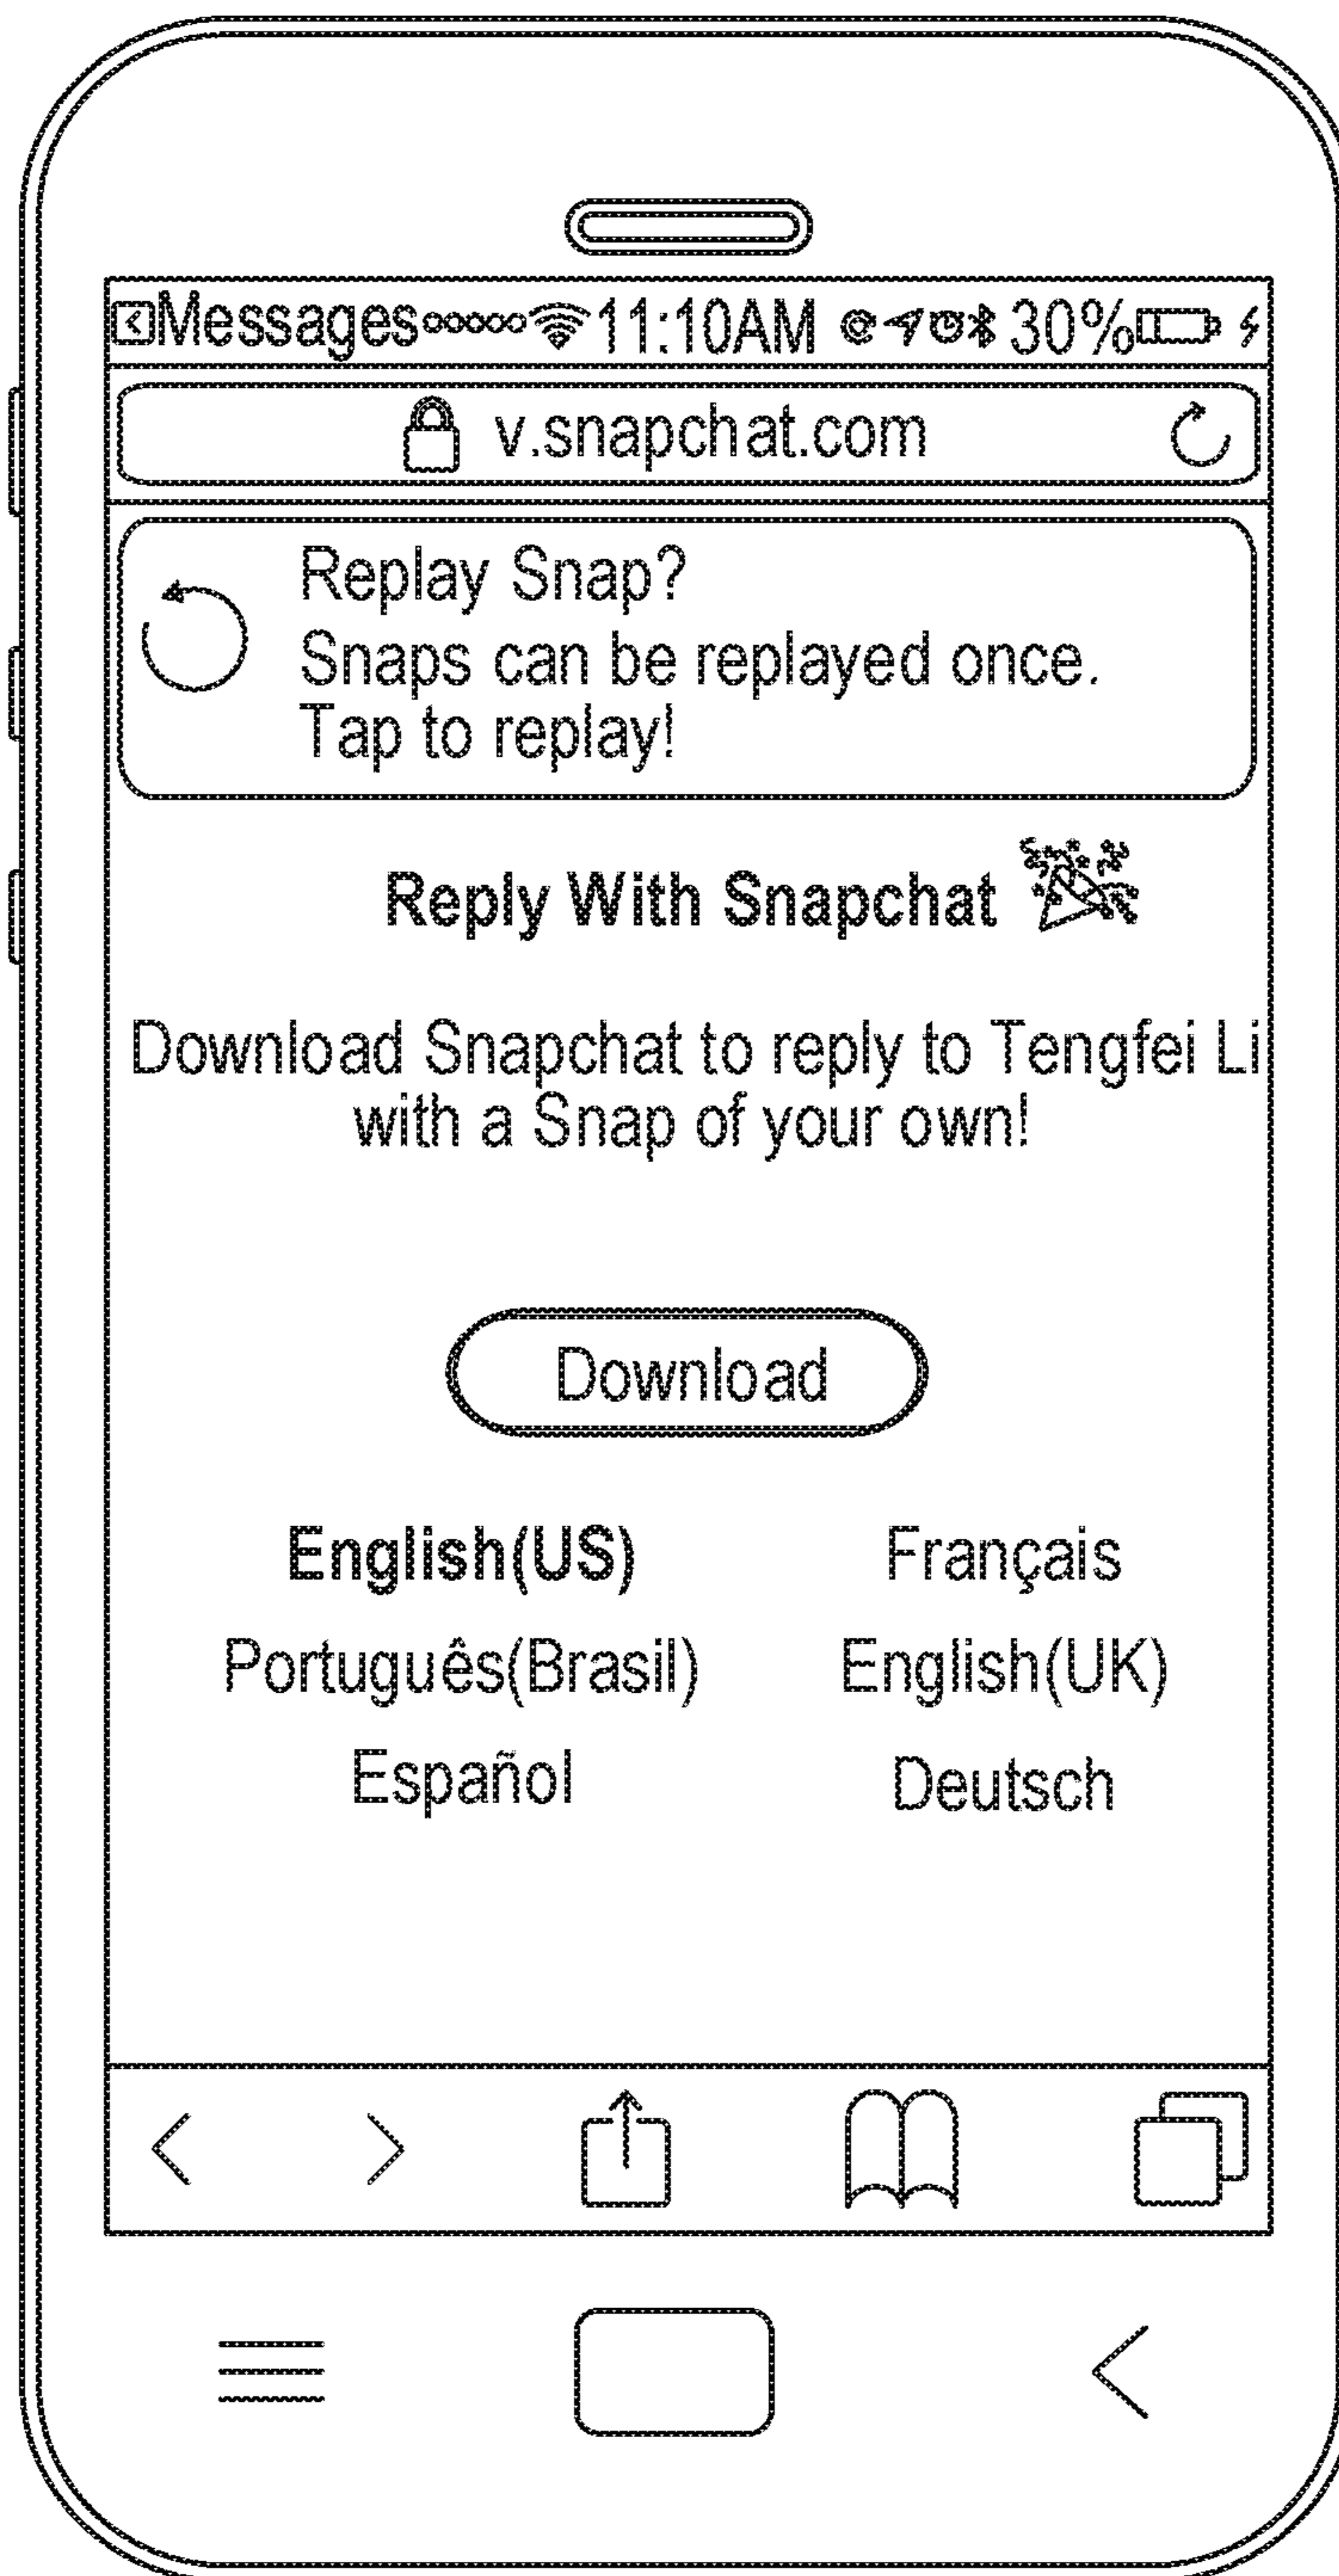 Messages 11:10AM 30%
v.snapchat.com
Replay Snap?
Snaps can be replayed once.
Tap to replay!
Reply With Snapchat
Download Snapchat to reply to Tengfei Li
with a Snap of your own!
Download
English(US) Français
Português(Brasil) English(UK)
Español Deutsch